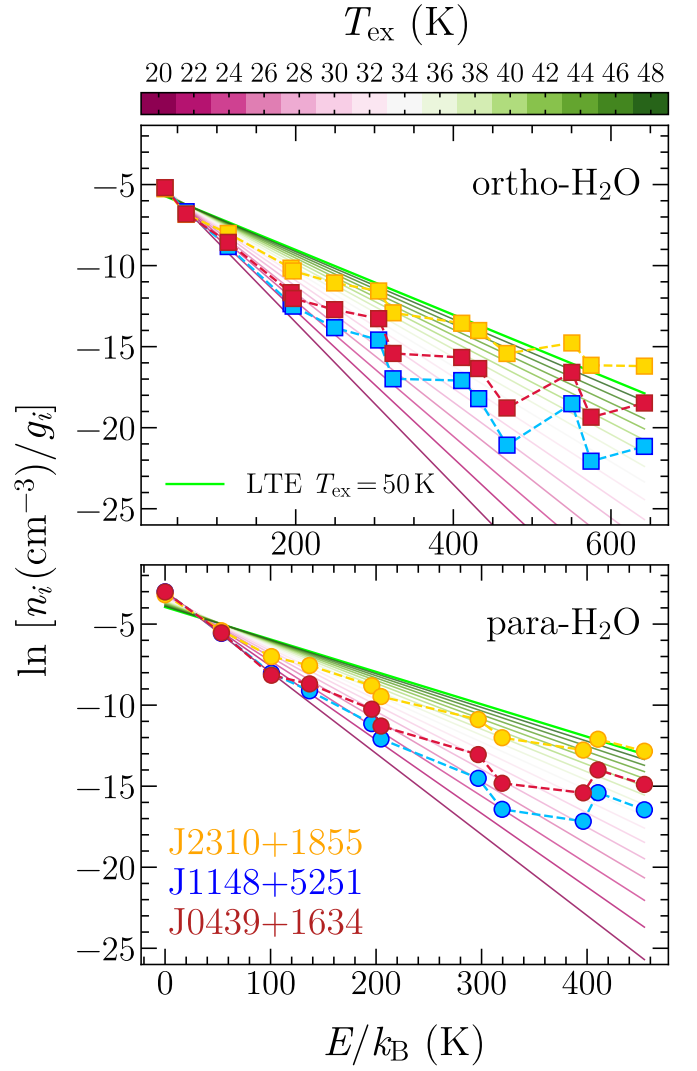 T_ex (K)
20 22 24 26 28 30 32 34 36 38 40 42 44 46 48
ortho-H₂O
−5
−10
−15
−20
−25
LTE T_ex = 50 K
200 400 600
ln [n_i(cm⁻³)/g_i]
para-H₂O
−5
−10
−15
−20
−25
J2310+1855
J1148+5251
J0439+1634
0 100 200 300 400
E/k_B (K)